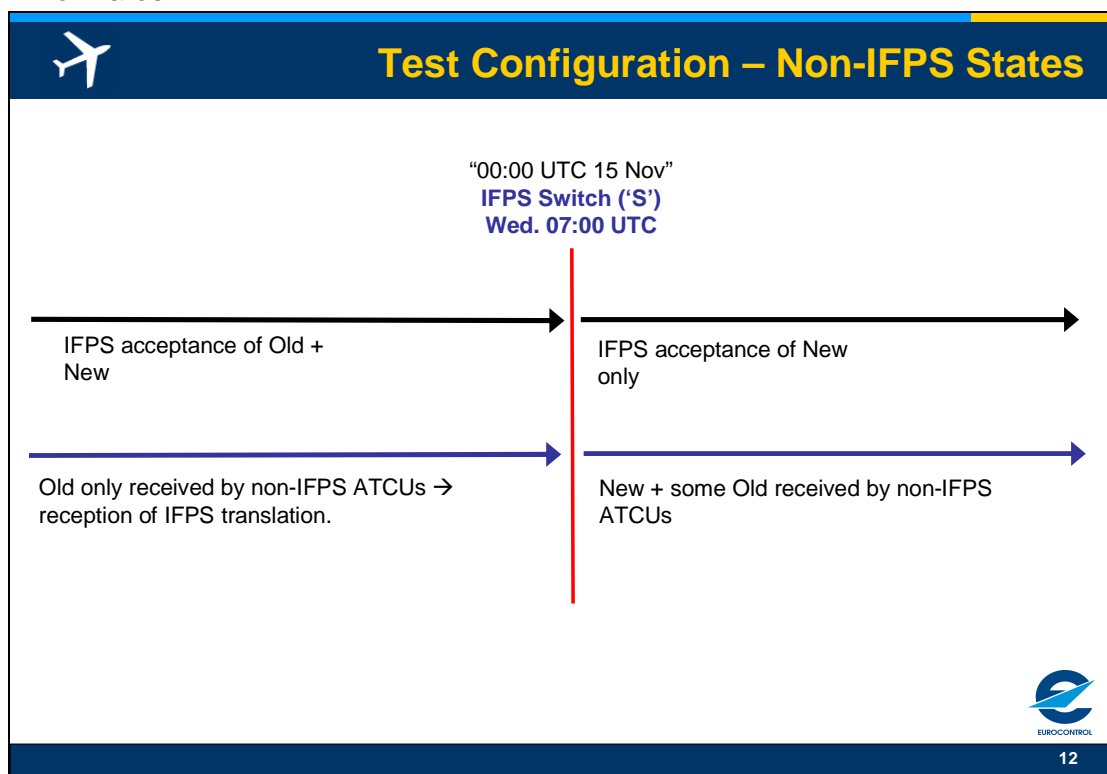 Test Configuration – Non-IFPS States
“00:00 UTC 15 Nov”
IFPS Switch (‘S’)
Wed. 07:00 UTC
IFPS acceptance of Old +
New
IFPS acceptance of New
only
Old only received by non-IFPS ATCUs →
reception of IFPS translation.
New + some Old received by non-IFPS
ATCUs
EUROCONTROL
12